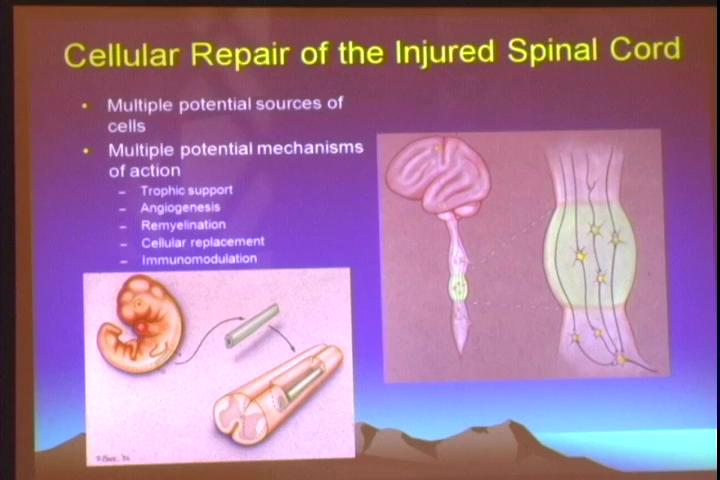 Cellular Repair of the Injured Spinal Cord
• Multiple potential sources of
cells
• Multiple potential mechanisms
of action
– Trophic support
– Angiogenesis
– Remyelination
– Cellular replacement
– Immunomodulation